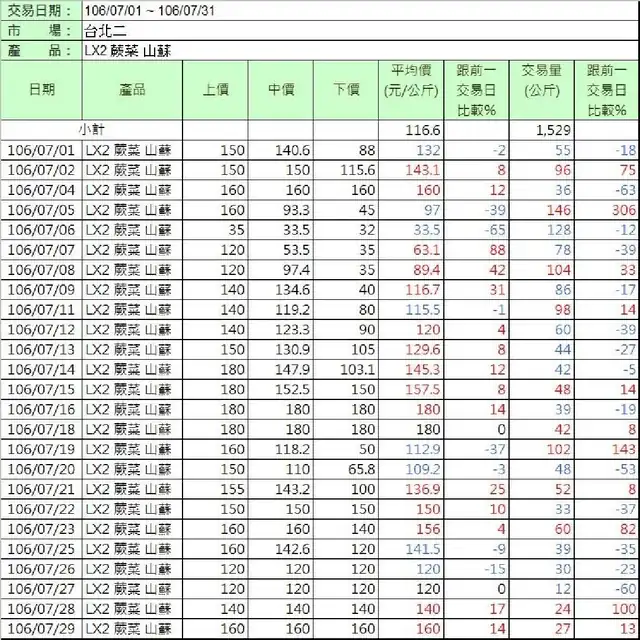 交易日期： 106/07/01 ~ 106/07/31
市 場： 台北二
產 品： LX2 蕨菜 山蘇
日期 產品 上價 中價 下價 平均價(元/公斤) 跟前一交易日比較% 交易量(公斤) 跟前一交易日比較%
小計 116.6 1,529
106/07/01 LX2 蕨菜 山蘇 150 140.6 88 132 -2 55 -18
106/07/02 LX2 蕨菜 山蘇 150 150 115.6 143.1 8 96 75
106/07/04 LX2 蕨菜 山蘇 160 160 160 160 12 36 -63
106/07/05 LX2 蕨菜 山蘇 160 93.3 45 97 -39 146 306
106/07/06 LX2 蕨菜 山蘇 35 33.5 32 33.5 -65 128 -12
106/07/07 LX2 蕨菜 山蘇 120 53.5 35 63.1 88 78 -39
106/07/08 LX2 蕨菜 山蘇 120 97.4 35 89.4 42 104 33
106/07/09 LX2 蕨菜 山蘇 140 134.6 40 116.7 31 86 -17
106/07/11 LX2 蕨菜 山蘇 140 119.2 80 115.5 -1 98 14
106/07/12 LX2 蕨菜 山蘇 140 123.3 90 120 4 60 -39
106/07/13 LX2 蕨菜 山蘇 150 130.9 105 129.6 8 44 -27
106/07/14 LX2 蕨菜 山蘇 180 147.9 103.1 145.3 12 42 -5
106/07/15 LX2 蕨菜 山蘇 180 152.5 150 157.5 8 48 14
106/07/16 LX2 蕨菜 山蘇 180 180 180 180 14 39 -19
106/07/18 LX2 蕨菜 山蘇 180 180 180 180 0 42 8
106/07/19 LX2 蕨菜 山蘇 160 118.2 50 112.9 -37 102 143
106/07/20 LX2 蕨菜 山蘇 150 110 65.8 109.2 -3 48 -53
106/07/21 LX2 蕨菜 山蘇 155 143.2 100 136.9 25 52 8
106/07/22 LX2 蕨菜 山蘇 150 150 150 150 10 33 -37
106/07/23 LX2 蕨菜 山蘇 160 160 140 156 4 60 82
106/07/25 LX2 蕨菜 山蘇 160 142.6 120 141.5 -9 39 -35
106/07/26 LX2 蕨菜 山蘇 120 120 120 120 -15 30 -23
106/07/27 LX2 蕨菜 山蘇 120 120 120 120 0 12 -60
106/07/28 LX2 蕨菜 山蘇 140 140 140 140 17 24 100
106/07/29 LX2 蕨菜 山蘇 160 160 160 160 14 27 13